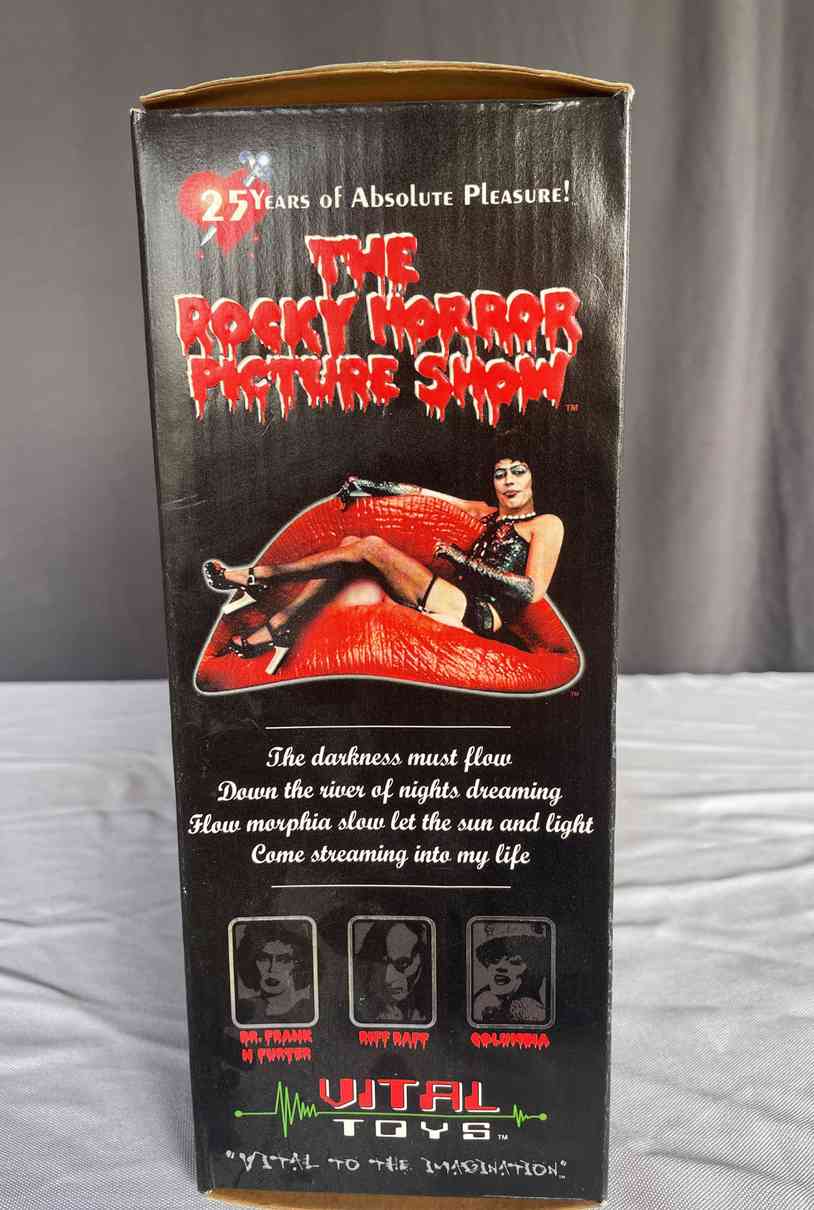 25 Years of Absolute Pleasure!
THE
ROCKY HORROR
PICTURE SHOW
TM
TM
The darkness must flow
Down the river of nights dreaming
Flow morphia slow let the sun and light
Come streaming into my life
DR. FRANK N FURTER
RIFF RAFF
COLUMBIA
VITAL
TOYS TM
"VITAL TO THE IMAGINATION"